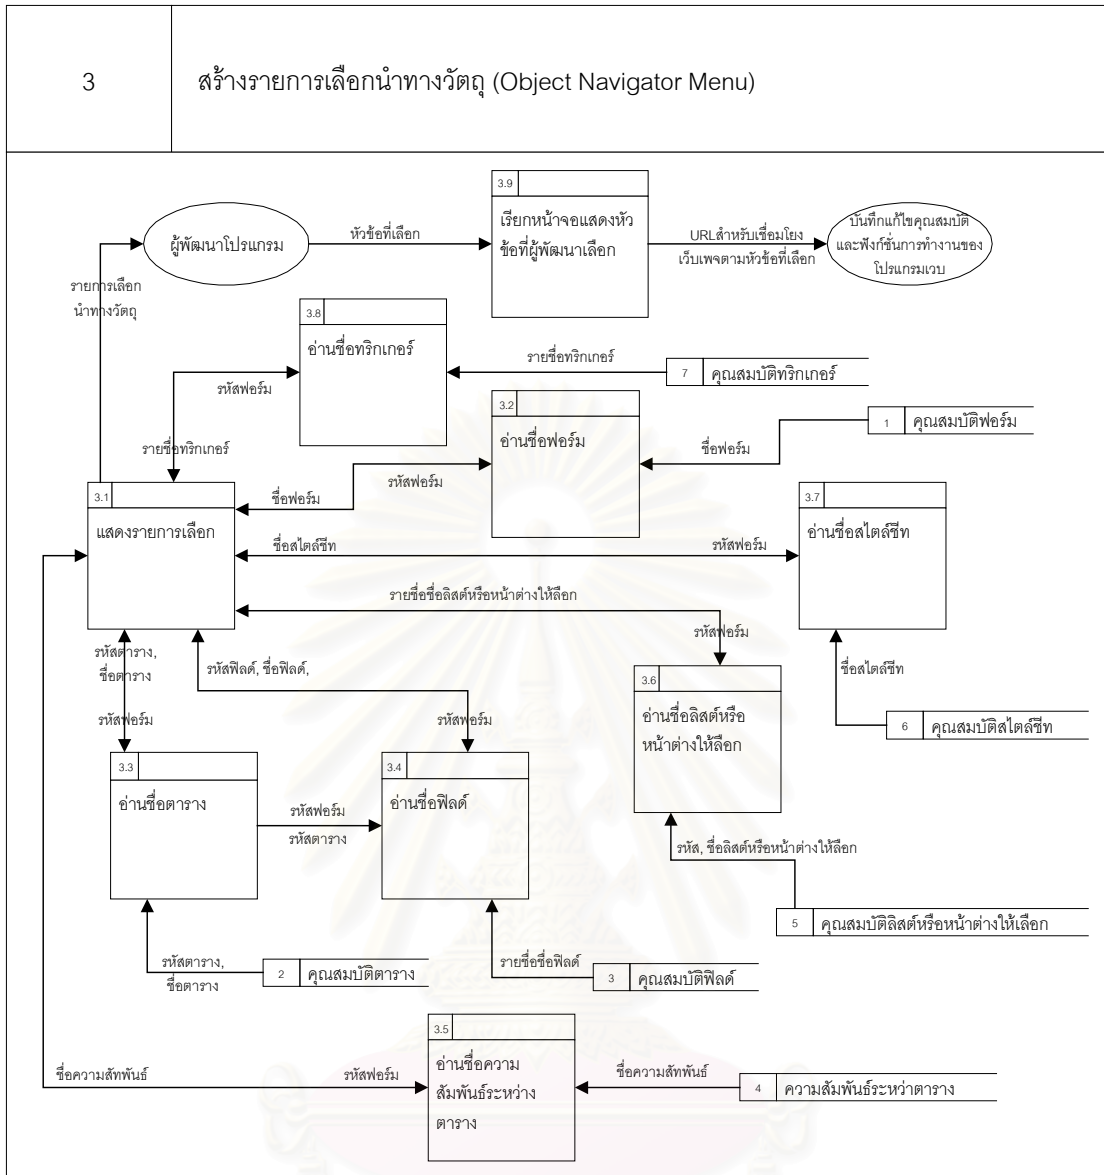 3
สร้างรายการเลือกนำทางวัตถุ (Object Navigator Menu)
3.9
เรียกหน้าจอแสดงหัว
ข้อที่ผู้พัฒนาเลือก
ผู้พัฒนาโปรแกรม
หัวข้อที่เลือก
URLสำหรับเชื่อมโยง
เว็บเพจตามหัวข้อที่เลือก
บันทึกแก้ไขคุณสมบัติ
และฟังก์ชั่นการทำงานของ
โปรแกรมเวบ
รายการเลือก
นำทางวัตถุ
3.8
อ่านชื่อทริกเกอร์
รายชื่อทริกเกอร์
7
คุณสมบัติทริกเกอร์
รหัสฟอร์ม
รายชื่อทริกเกอร์
3.2
อ่านชื่อฟอร์ม
ชื่อฟอร์ม
1
คุณสมบัติฟอร์ม
รหัสฟอร์ม
ชื่อฟอร์ม
3.1
แสดงรายการเลือก
3.7
อ่านชื่อสไตล์ชีท
ชื่อสไตล์ชีท
รหัสฟอร์ม
รายชื่อชื่อลิสต์หรือหน้าต่างให้เลือก
รหัสฟอร์ม
3.6
อ่านชื่อลิสต์หรือ
หน้าต่างให้ลือก
ชื่อสไตล์ชีท
6
คุณสมบัติสไตล์ชีท
รหัสตาราง,
ชื่อตาราง
รหัสฟิลด์, ชื่อฟิลด์,
รหัสฟอร์ม
รหัสฟอร์ม
3.3
อ่านชื่อตาราง
รหัสฟอร์ม
รหัสตาราง
3.4
อ่านชื่อฟิลด์
รหัส, ชื่อลิสต์หรือหน้าต่างให้ลือก
5
คุณสมบัติลิสต์หรือหน้าต่างให้เลือก
รหัสตาราง,
ชื่อตาราง
2
คุณสมบัติตาราง
รายชื่อชื่อฟิลด์
3
คุณสมบัติฟิลด์
3.5
อ่านชื่อความ
สัมพันธ์ระหว่าง
ตาราง
ชื่อความสัทพันธ์
รหัสฟอร์ม
ชื่อความสัทพันธ์
4
ความสัมพันธ์ระหว่าตาราง